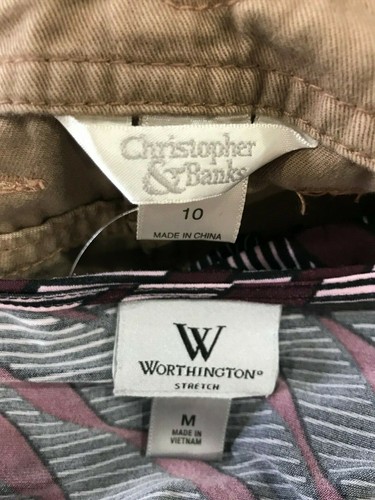 Christopher
& Banks
10
MADE IN CHINA
W
WORTHINGTON®
STRETCH
M
MADE IN
VIETNAM